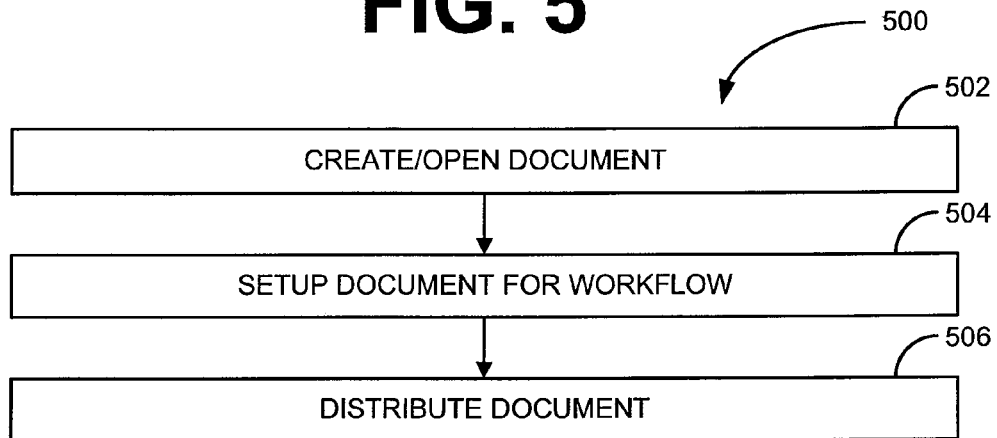 FIG. 5
500
502
CREATE/OPEN DOCUMENT
504
SETUP DOCUMENT FOR WORKFLOW
506
DISTRIBUTE DOCUMENT